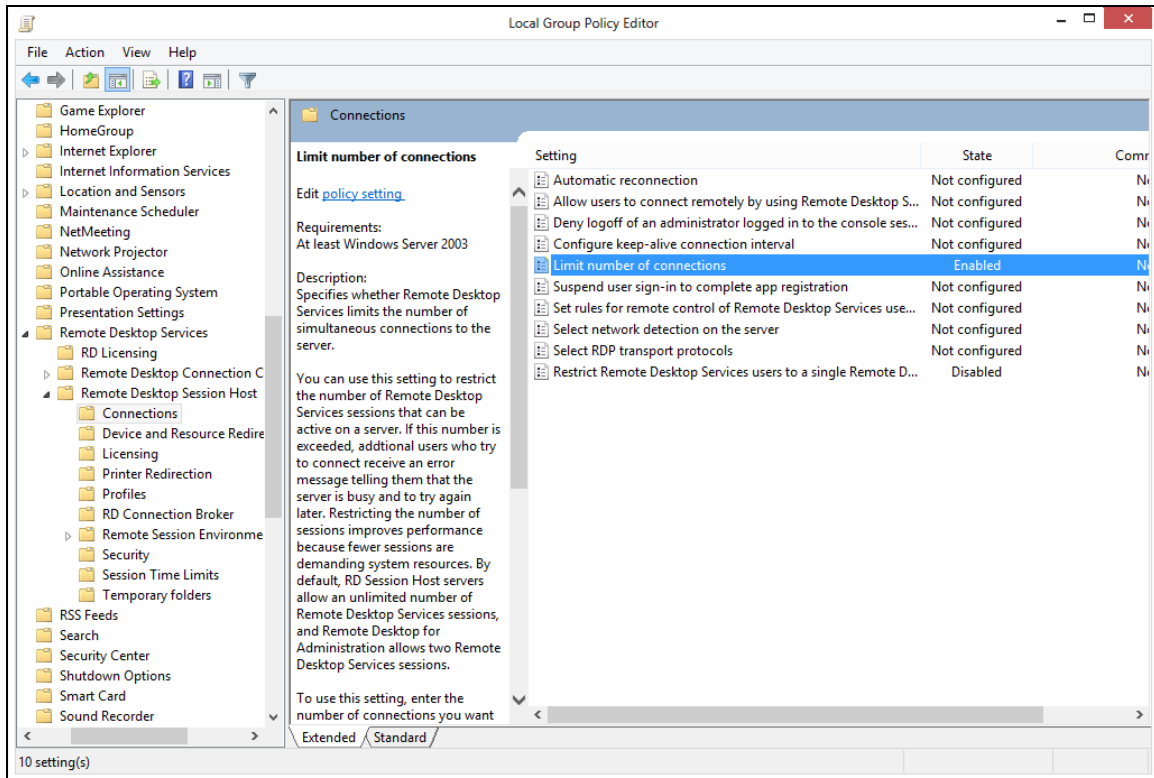 Local Group Policy Editor
File Action View Help
Game Explorer
HomeGroup
Internet Explorer
Internet Information Services
Location and Sensors
Maintenance Scheduler
NetMeeting
Network Projector
Online Assistance
Portable Operating System
Presentation Settings
Remote Desktop Services
RD Licensing
Remote Desktop Connection C
Remote Desktop Session Host
Connections
Device and Resource Redire
Licensing
Printer Redirection
Profiles
RD Connection Broker
Remote Session Environme
Security
Session Time Limits
Temporary folders
RSS Feeds
Search
Security Center
Shutdown Options
Smart Card
Sound Recorder
Connections
Limit number of connections
Edit policy setting
Requirements:
At least Windows Server 2003
Description:
Specifies whether Remote Desktop
Services limits the number of
simultaneous connections to the
server.
You can use this setting to restrict
the number of Remote Desktop
Services sessions that can be
active on a server. If this number is
exceeded, addtional users who try
to connect receive an error
message telling them that the
server is busy and to try again
later. Restricting the number of
sessions improves performance
because fewer sessions are
demanding system resources. By
default, RD Session Host servers
allow an unlimited number of
Remote Desktop Services sessions,
and Remote Desktop for
Administration allows two Remote
Desktop Services sessions.
To use this setting, enter the
number of connections you want
Setting State Comr
Automatic reconnection Not configured N
Allow users to connect remotely by using Remote Desktop S... Not configured N
Deny logoff of an administrator logged in to the console ses... Not configured N
Configure keep-alive connection interval Not configured N
Limit number of connections Enabled N
Suspend user sign-in to complete app registration Not configured N
Set rules for remote control of Remote Desktop Services use... Not configured N
Select network detection on the server Not configured N
Select RDP transport protocols Not configured N
Restrict Remote Desktop Services users to a single Remote D... Disabled N
Extended Standard
10 setting(s)